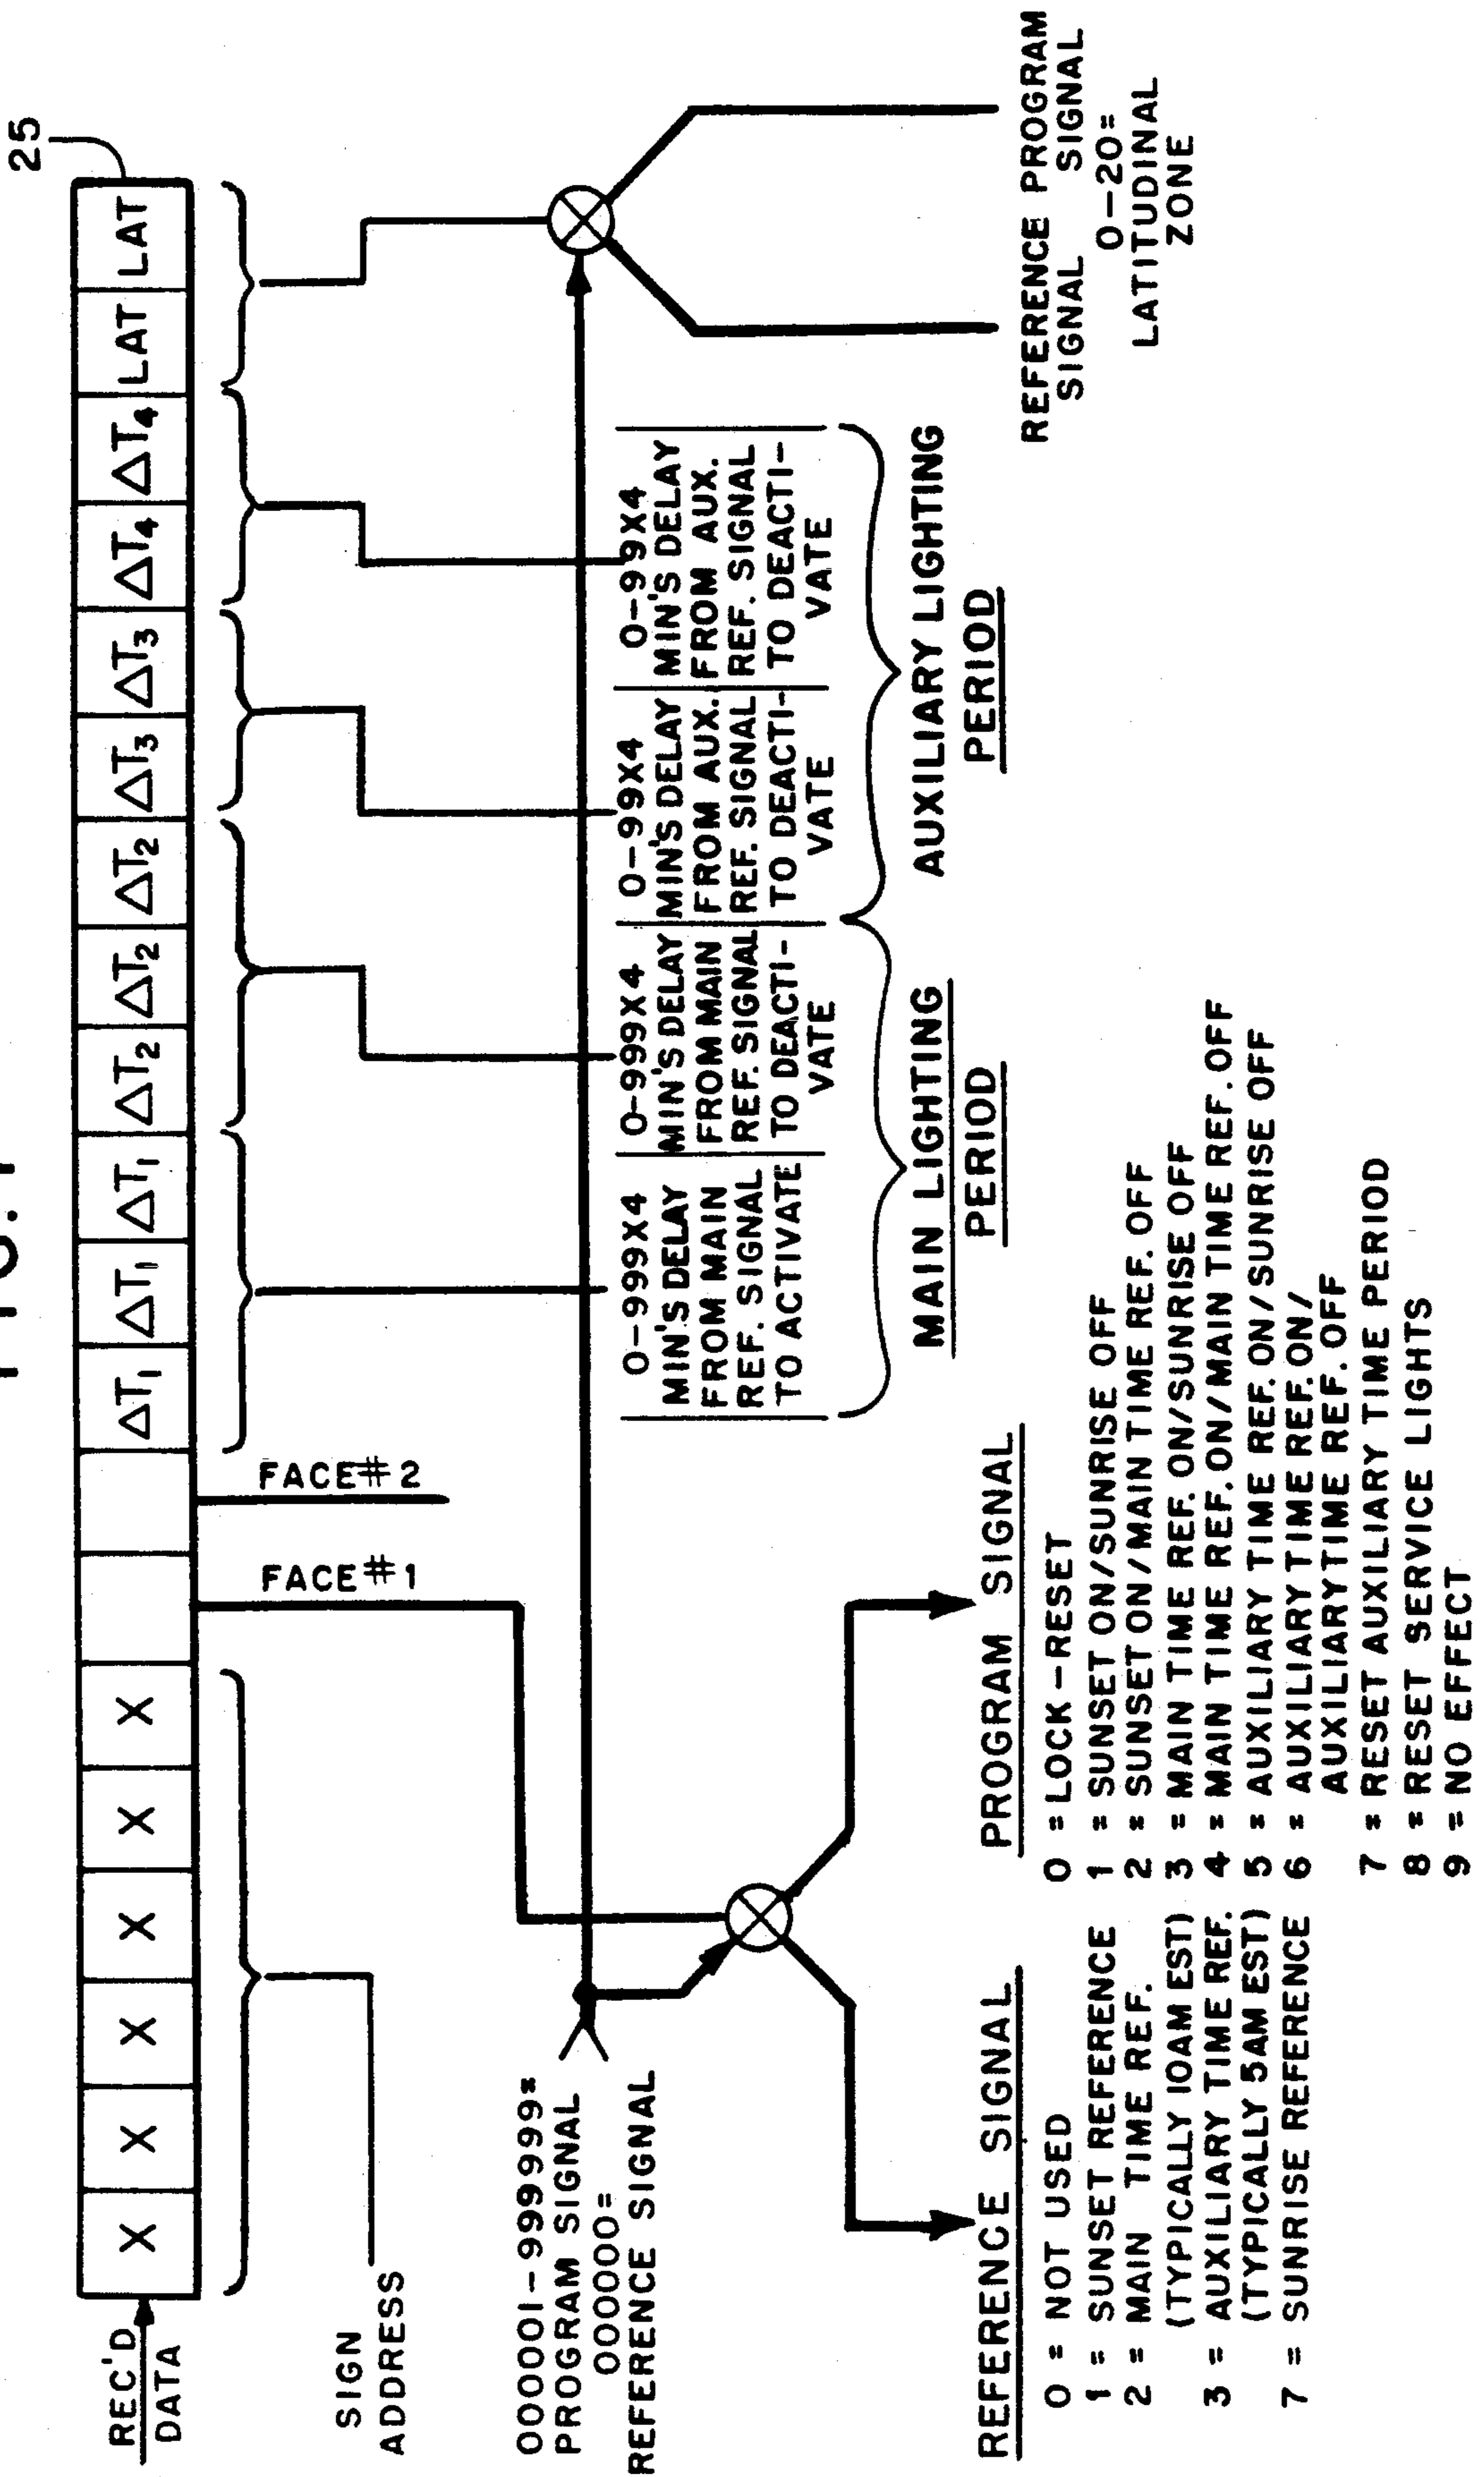 25
REC'D
DATA
X X X X X X ΔT₁ ΔT₁ ΔT₁ ΔT₂ ΔT₂ ΔT₂ ΔT₃ ΔT₃ ΔT₄ ΔT₄ LAT LAT
SIGN
ADDRESS
FACE#1
FACE#2
000001-999999=
PROGRAM SIGNAL
000000=
REFERENCE SIGNAL
0-999X4
MIN'S DELAY
FROM MAIN
REF. SIGNAL
TO ACTIVATE
0-999X4
MIN'S DELAY
FROM MAIN
REF. SIGNAL
TO DEACTI-
VATE
0-99X4
MIN'S DELAY
FROM AUX.
REF. SIGNAL
TO DEACTI-
VATE
0-99X4
MIN'S DELAY
FROM AUX.
REF. SIGNAL
TO DEACTI-
VATE
MAIN LIGHTING
PERIOD
AUXILIARY LIGHTING
PERIOD
REFERENCE
SIGNAL
PROGRAM
SIGNAL
0-20=
LATITUDINAL
ZONE
REFERENCE SIGNAL
0 = NOT USED
1 = SUNSET REFERENCE
2 = MAIN TIME REF.
(TYPICALLY 10AM EST)
3 = AUXILIARY TIME REF.
(TYPICALLY 5AM EST)
7 = SUNRISE REFERENCE
PROGRAM SIGNAL
0 = LOCK-RESET
1 = SUNSET ON/SUNRISE OFF
2 = SUNSET ON/MAIN TIME REF. OFF
3 = MAIN TIME REF. ON/SUNRISE OFF
4 = MAIN TIME REF. ON/MAIN TIME REF. OFF
5 = AUXILIARY TIME REF. ON/SUNRISE OFF
6 = AUXILIARY TIME REF. ON/
AUXILIARY TIME REF. OFF
7 = RESET AUXILIARY TIME PERIOD
8 = RESET SERVICE LIGHTS
9 = NO EFFECT